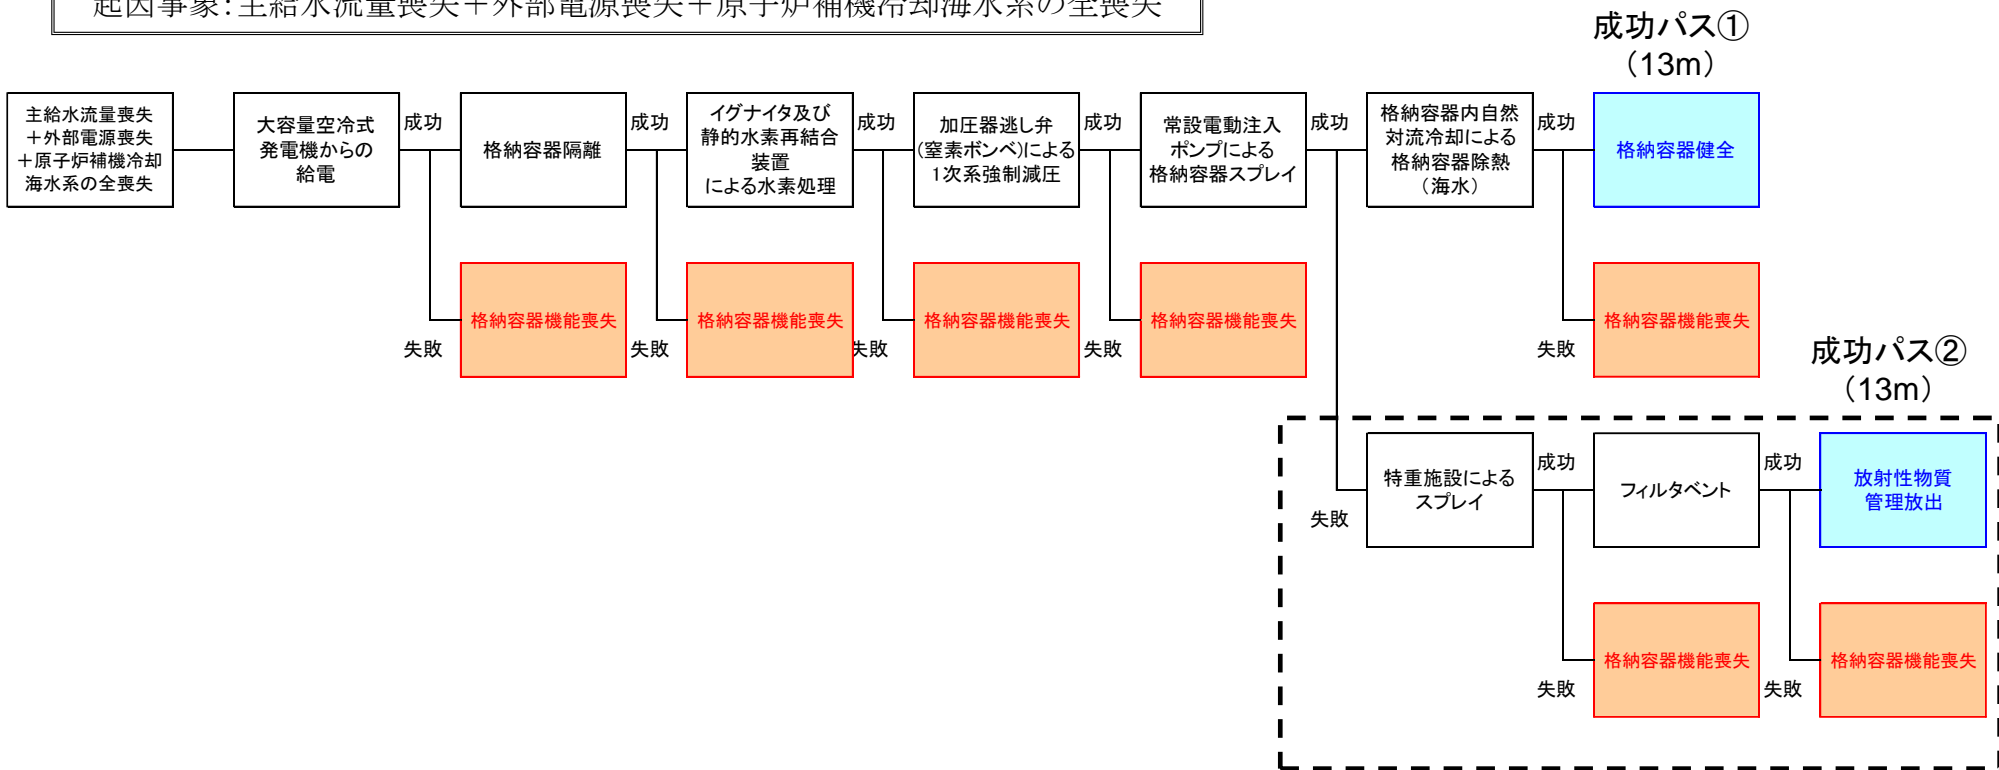 起因事象：主給水流量喪失＋外部電源喪失＋原子炉補機冷却海水系の全喪失
成功パス①
（13m）
主給水流量喪失
＋外部電源喪失
＋原子炉補機冷却
海水系の全喪失
大容量空冷式
発電機からの
給電
成功
格納容器隔離
成功
イグナイタ及び
静的水素再結合
装置
による水素処理
成功
加圧器逃し弁
(窒素ボンベ)による
1次系強制減圧
成功
常設電動注入
ポンプによる
格納容器スプレイ
成功
格納容器内自然
対流冷却による
格納容器除熱
（海水）
成功
格納容器健全
失敗
格納容器機能喪失
失敗
格納容器機能喪失
失敗
格納容器機能喪失
失敗
格納容器機能喪失
失敗
格納容器機能喪失
成功パス②
（13m）
失敗
特重施設による
スプレイ
成功
フィルタベント
成功
放射性物質
管理放出
失敗
格納容器機能喪失
失敗
格納容器機能喪失